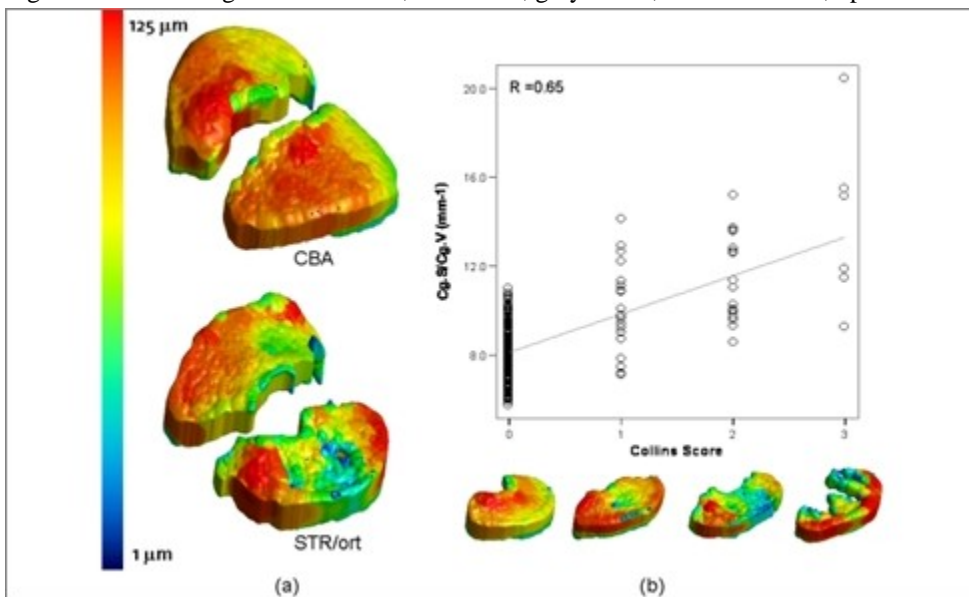 125 µm
CBA
STR/ort
1 µm
(a)
R =0.65
Cg.S/Cg.V (mm-1)
20.0
16.0
12.0
8.0
0 1 2 3
Collins Score
(b)